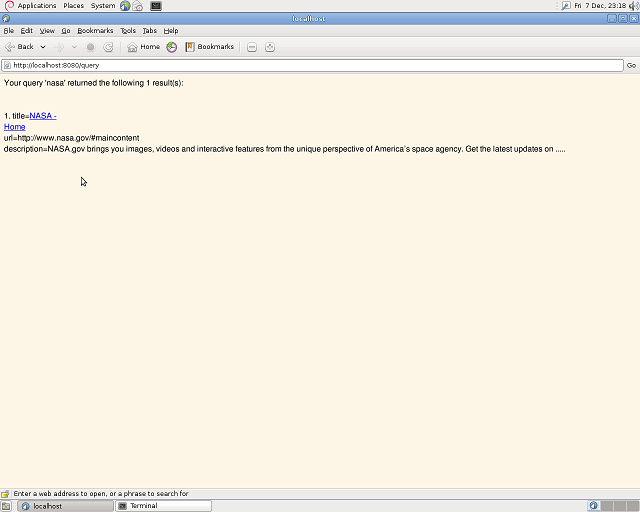 Applications Places System Fri 7 Dec, 23:18
localhost
File Edit View Go Bookmarks Tools Tabs Help
Back Home Bookmarks
http://localhost:8080/query Go
Your query 'nasa' returned the following 1 result(s):
1. title=NASA -
Home
url=http://www.nasa.gov/#maincontent
description=NASA.gov brings you images, videos and interactive features from the unique perspective of America's space agency. Get the latest updates on .....
Enter a web address to open, or a phrase to search for
localhost Terminal